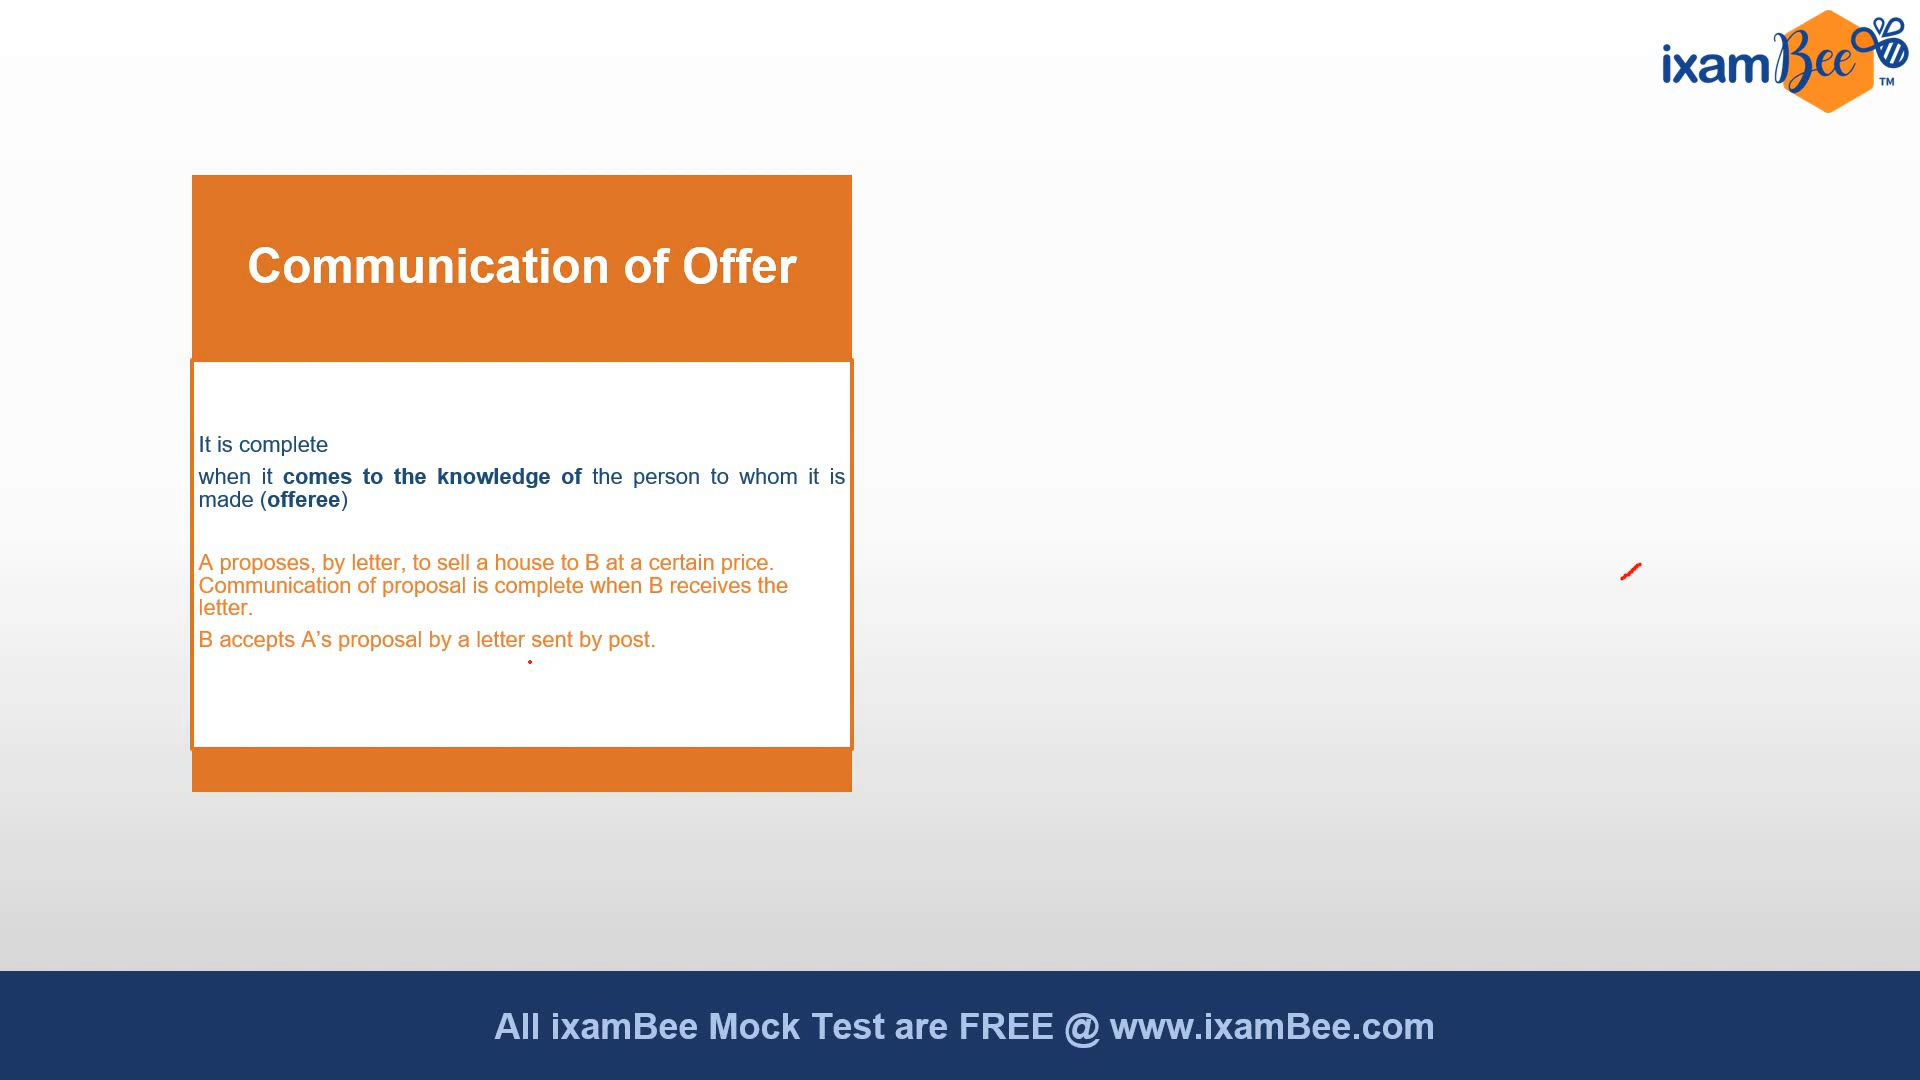 ixamBee
TM
Communication of Offer
It is complete
when it comes to the knowledge of the person to whom it is
made (offeree)
A proposes, by letter, to sell a house to B at a certain price.
Communication of proposal is complete when B receives the
letter.
B accepts A’s proposal by a letter sent by post.
All ixamBee Mock Test are FREE @ www.ixamBee.com